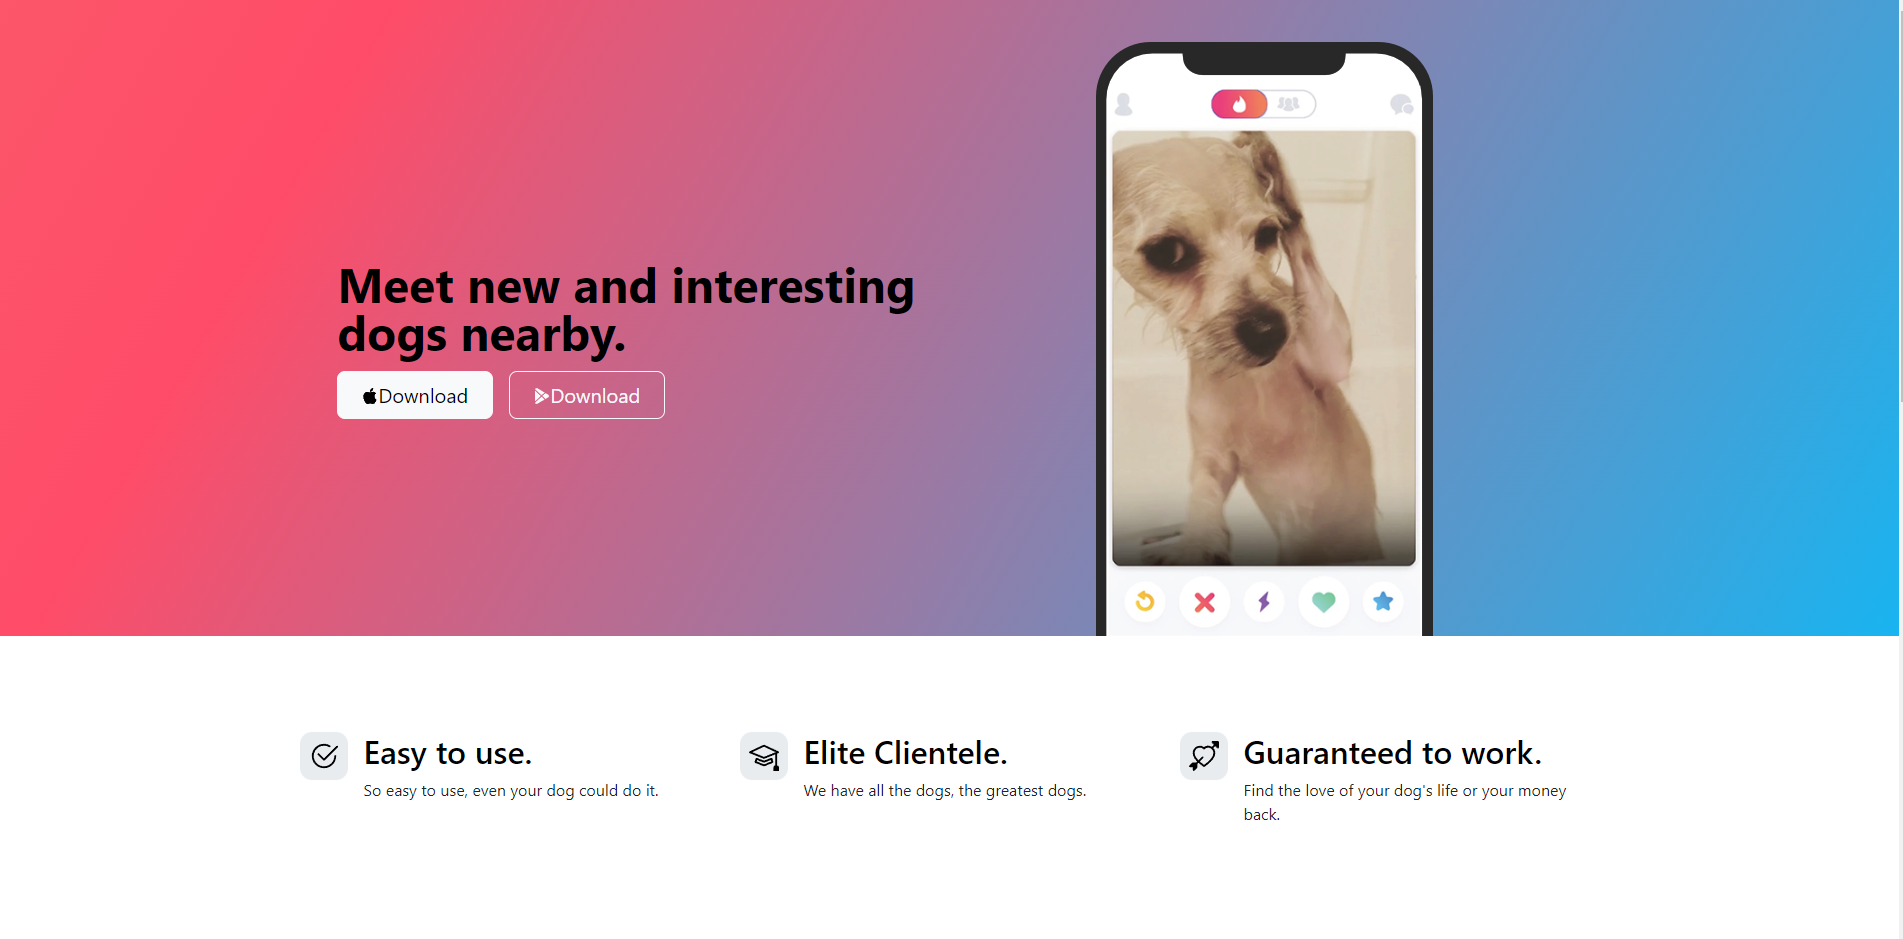 Meet new and interesting
dogs nearby.
Download
Download
Easy to use.
So easy to use, even your dog could do it.
Elite Clientele.
We have all the dogs, the greatest dogs.
Guaranteed to work.
Find the love of your dog's life or your money
back.